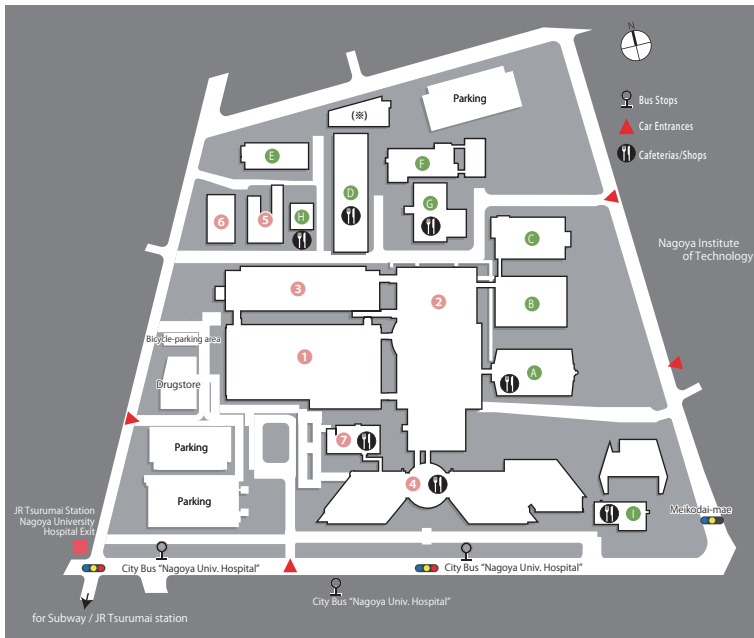 N
Bus Stops
Car Entrances
Cafeterias/Shops
Parking
(※)
E
F
D
G
H
6
5
C
Nagoya Institute
of Technology
3
2
B
1
A
Bicycle-parking area
Drugstore
Parking
7
4
Parking
I
Meikodai-mae
JR Tsurumai Station
Nagoya University
Hospital Exit
City Bus “Nagoya Univ. Hospital”
City Bus “Nagoya Univ. Hospital”
City Bus “Nagoya Univ. Hospital”
for Subway / JR Tsurumai station